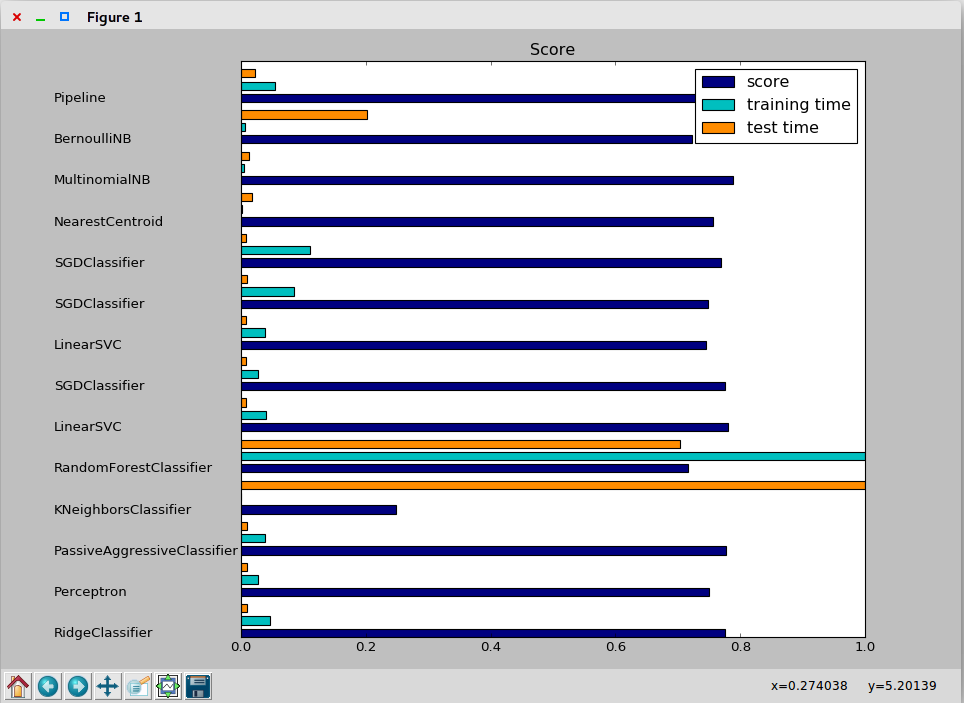 Figure 1
Score
score
training time
test time
Pipeline
BernoulliNB
MultinomialNB
NearestCentroid
SGDClassifier
SGDClassifier
LinearSVC
SGDClassifier
LinearSVC
RandomForestClassifier
KNeighborsClassifier
PassiveAggressiveClassifier
Perceptron
RidgeClassifier
0.0 0.2 0.4 0.6 0.8 1.0
x=0.274038 y=5.20139